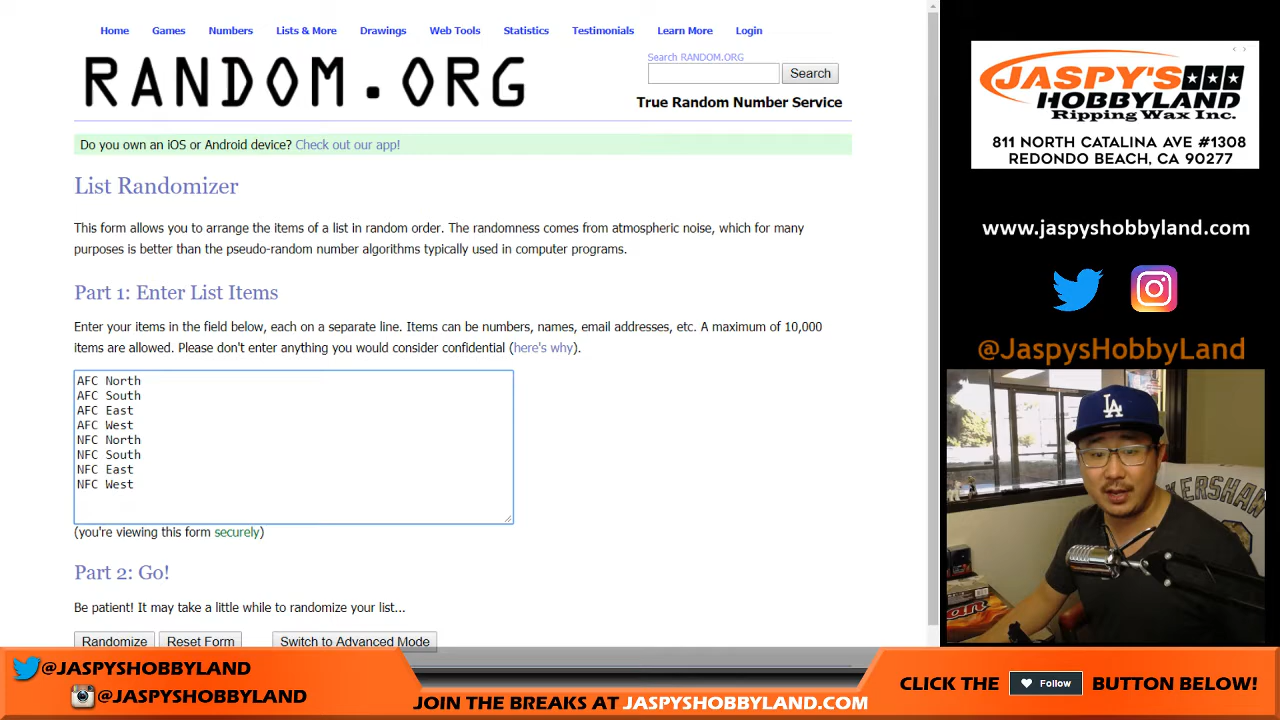 Home Games Numbers Lists & More Drawings Web Tools Statistics Testimonials Learn More Login
RANDOM.ORG
Search RANDOM.ORG
Search
True Random Number Service
Do you own an iOS or Android device? Check out our app!
List Randomizer
This form allows you to arrange the items of a list in random order. The randomness comes from atmospheric noise, which for many
purposes is better than the pseudo-random number algorithms typically used in computer programs.
Part 1: Enter List Items
Enter your items in the field below, each on a separate line. Items can be numbers, names, email addresses, etc. A maximum of 10,000
items are allowed. Please don't enter anything you would consider confidential (here's why).
AFC North
AFC South
AFC East
AFC West
NFC North
NFC South
NFC East
NFC West
(you're viewing this form securely)
Part 2: Go!
Be patient! It may take a little while to randomize your list...
Randomize Reset Form Switch to Advanced Mode
JASPY'S
HOBBYLAND
Ripping Wax Inc.
811 NORTH CATALINA AVE #1308
REDONDO BEACH, CA 90277
www.jaspyshobbyland.com
@JaspysHobbyLand
LA
KERSHAW
@JASPYSHOBBYLAND
@JASPYSHOBBYLAND
JOIN THE BREAKS AT JASPYSHOBBYLAND.COM
CLICK THE Follow BUTTON BELOW!